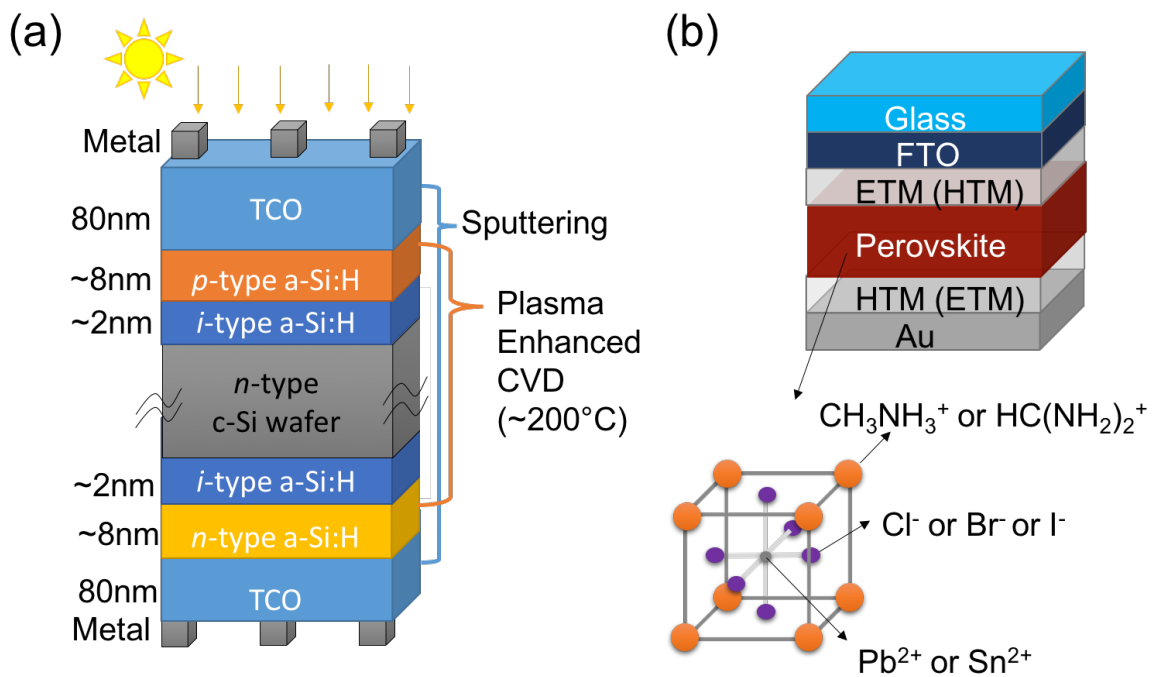 (a)
Metal
TCO
80nm
Sputtering
p-type a-Si:H
~8nm
i-type a-Si:H
~2nm
Plasma
Enhanced
CVD
(~200°C)
n-type
c-Si wafer
i-type a-Si:H
~2nm
n-type a-Si:H
~8nm
80nm
TCO
Metal
(b)
Glass
FTO
ETM (HTM)
Perovskite
HTM (ETM)
Au
CH₃NH₃⁺ or HC(NH₂)₂⁺
Cl⁻ or Br⁻ or I⁻
Pb²⁺ or Sn²⁺